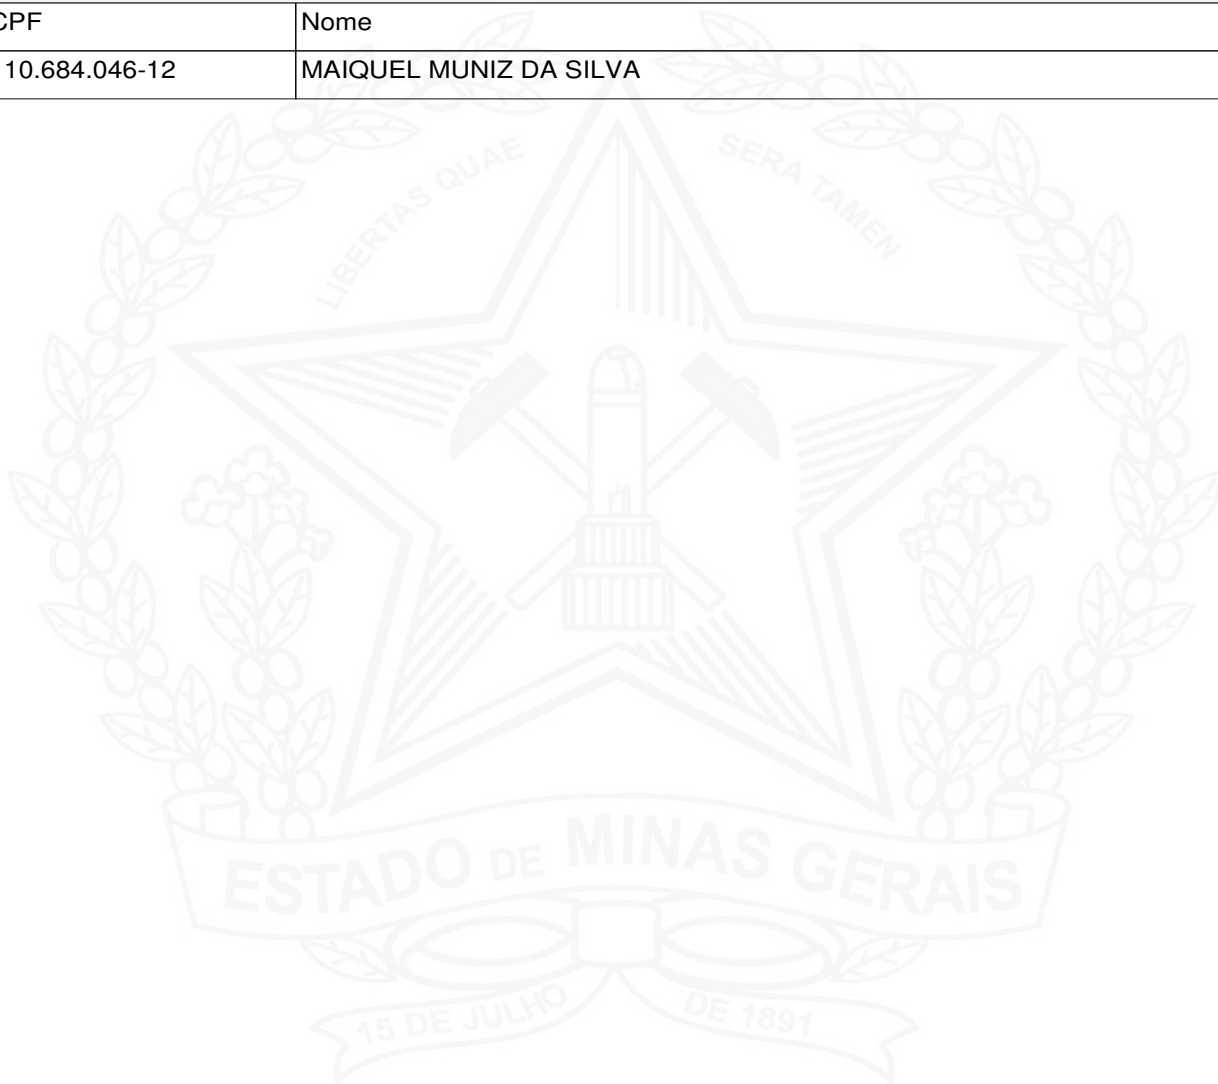 CPF Nome
10.684.046-12 MAIQUEL MUNIZ DA SILVA
LIBERTAS QUAE SERA TAMEN
ESTADO DE MINAS GERAIS
15 DE JULHO DE 1891